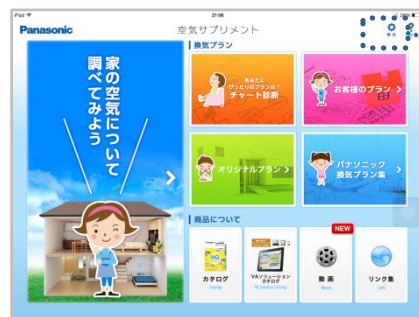 iPad
21:08
Panasonic
空気サプリメント
換気プラン
家の空気について
調べてみよう
あなたに
ぴったりのプランは?
チャート診断
お客様のプラン
オリジナルプラン
パナソニック
換気プラン集
商品について
NEW
カタログ
Catalog
VAソリューション
カタログ
VA Solution Catalog
動画
Movie
リンク集
Link